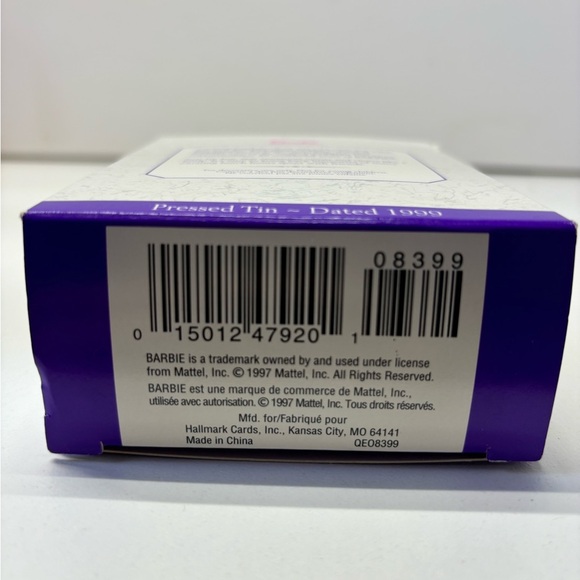 Pressed Tin ~ Dated 1999
08399
0 15012 47920 1
BARBIE is a trademark owned by and used under license
from Mattel, Inc. © 1997 Mattel, Inc. All Rights Reserved.
BARBIE est une marque de commerce de Mattel, Inc.,
utilisée avec autorisation. © 1997 Mattel, Inc. Tous droits réservés.
Mfd. for/Fabriqué pour
Hallmark Cards, Inc., Kansas City, MO 64141
Made in China QEO8399